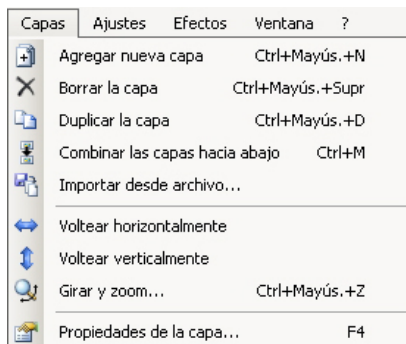 Capas Ajustes Efectos Ventana ?
Agregar nueva capa Ctrl+Mayús.+N
Borrar la capa Ctrl+Mayús.+Supr
Duplicar la capa Ctrl+Mayús.+D
Combinar las capas hacia abajo Ctrl+M
Importar desde archivo...
Voltear horizontalmente
Voltear verticalmente
Girar y zoom... Ctrl+Mayús.+Z
Propiedades de la capa... F4